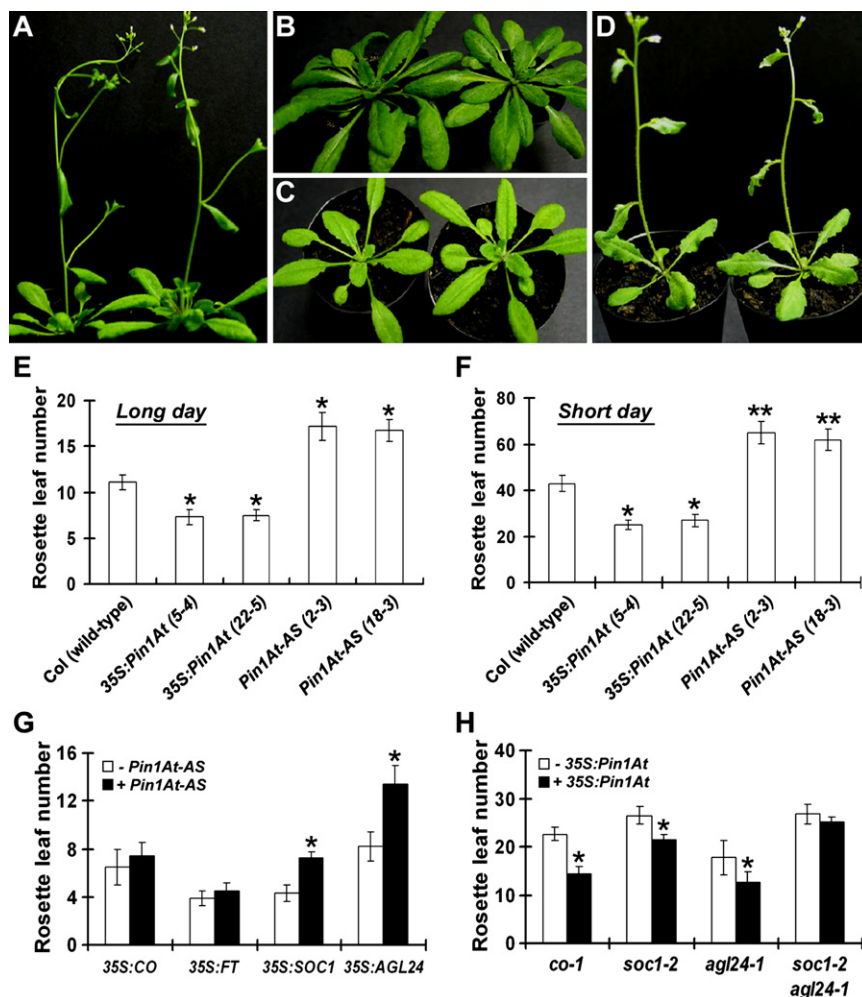 A
B
C
D
E
Long day
Rosette leaf number
20
15
10
5
0
*
*
*
*
Col (wild-type)
35S:Pin1At (5-4)
35S:Pin1At (22-5)
Pin1At-AS (2-3)
Pin1At-AS (18-3)
F
Short day
Rosette leaf number
80
60
40
20
0
*
*
**
**
Col (wild-type)
35S:Pin1At (5-4)
35S:Pin1At (22-5)
Pin1At-AS (2-3)
Pin1At-AS (18-3)
G
- Pin1At-AS
+ Pin1At-AS
Rosette leaf number
16
12
8
4
0
*
*
35S:CO
35S:FT
35S:SOC1
35S:AGL24
H
- 35S:Pin1At
+ 35S:Pin1At
Rosette leaf number
40
30
20
10
0
*
*
*
co-1
soc1-2
agl24-1
soc1-2
agl24-1